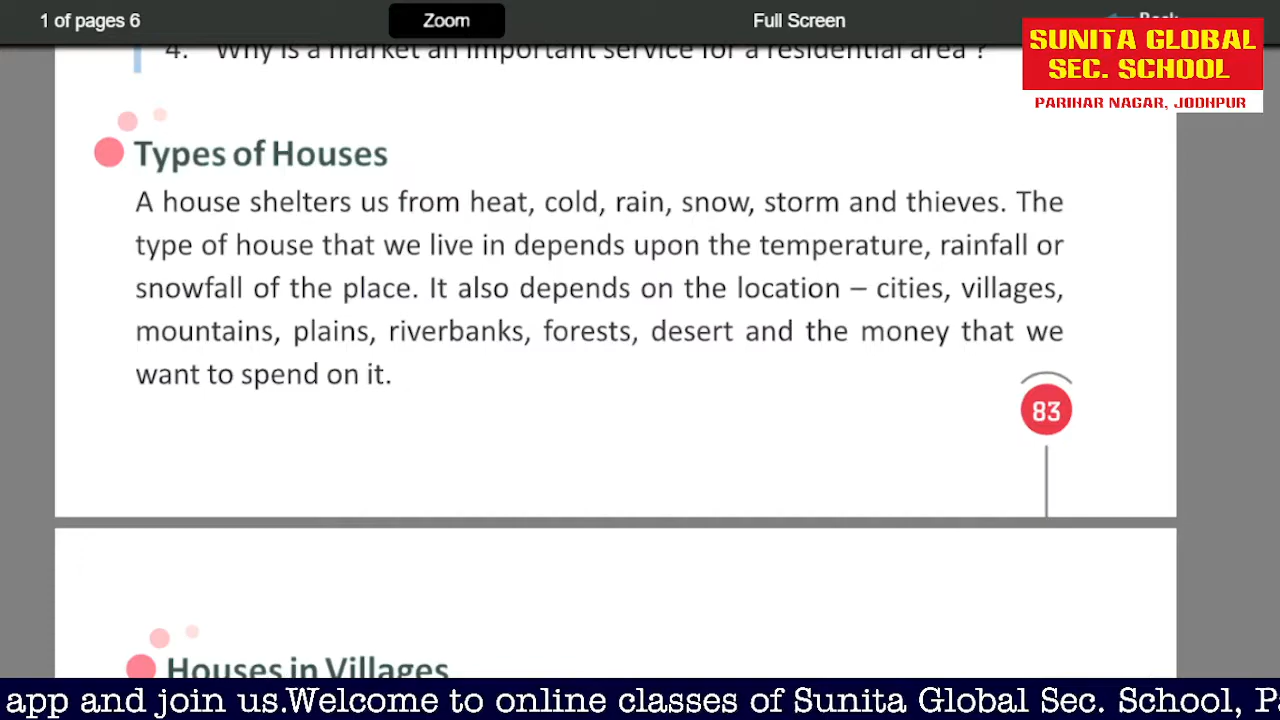 1 of pages 6
Zoom
Full Screen
Back
SUNITA GLOBAL
SEC. SCHOOL
PARIHAR NAGAR, JODHPUR
4. Why is a market an important service for a residential area ?
Types of Houses
A house shelters us from heat, cold, rain, snow, storm and thieves. The
type of house that we live in depends upon the temperature, rainfall or
snowfall of the place. It also depends on the location – cities, villages,
mountains, plains, riverbanks, forests, desert and the money that we
want to spend on it.
83
Houses in Villages
app and join us.Welcome to online classes of Sunita Global Sec. School,